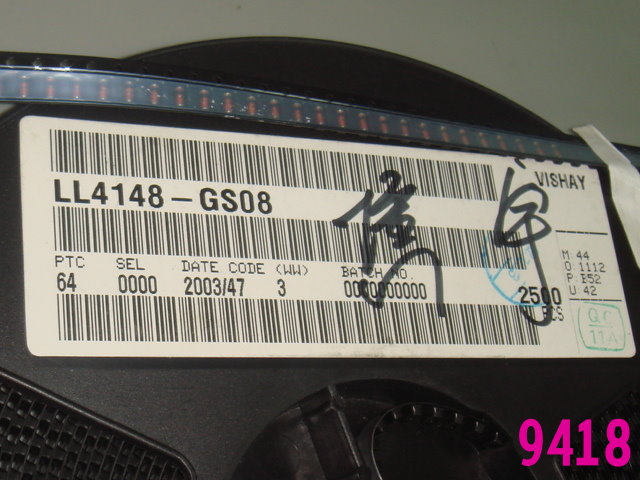 VISHAY
LL4148-GS08
PTC SEL DATE CODE (WW) BATCH NO.
64 0000 2003/47 3 0000000000 2500
PCS
M 44
O 1112
P E52
U 42
QC
11A
9418